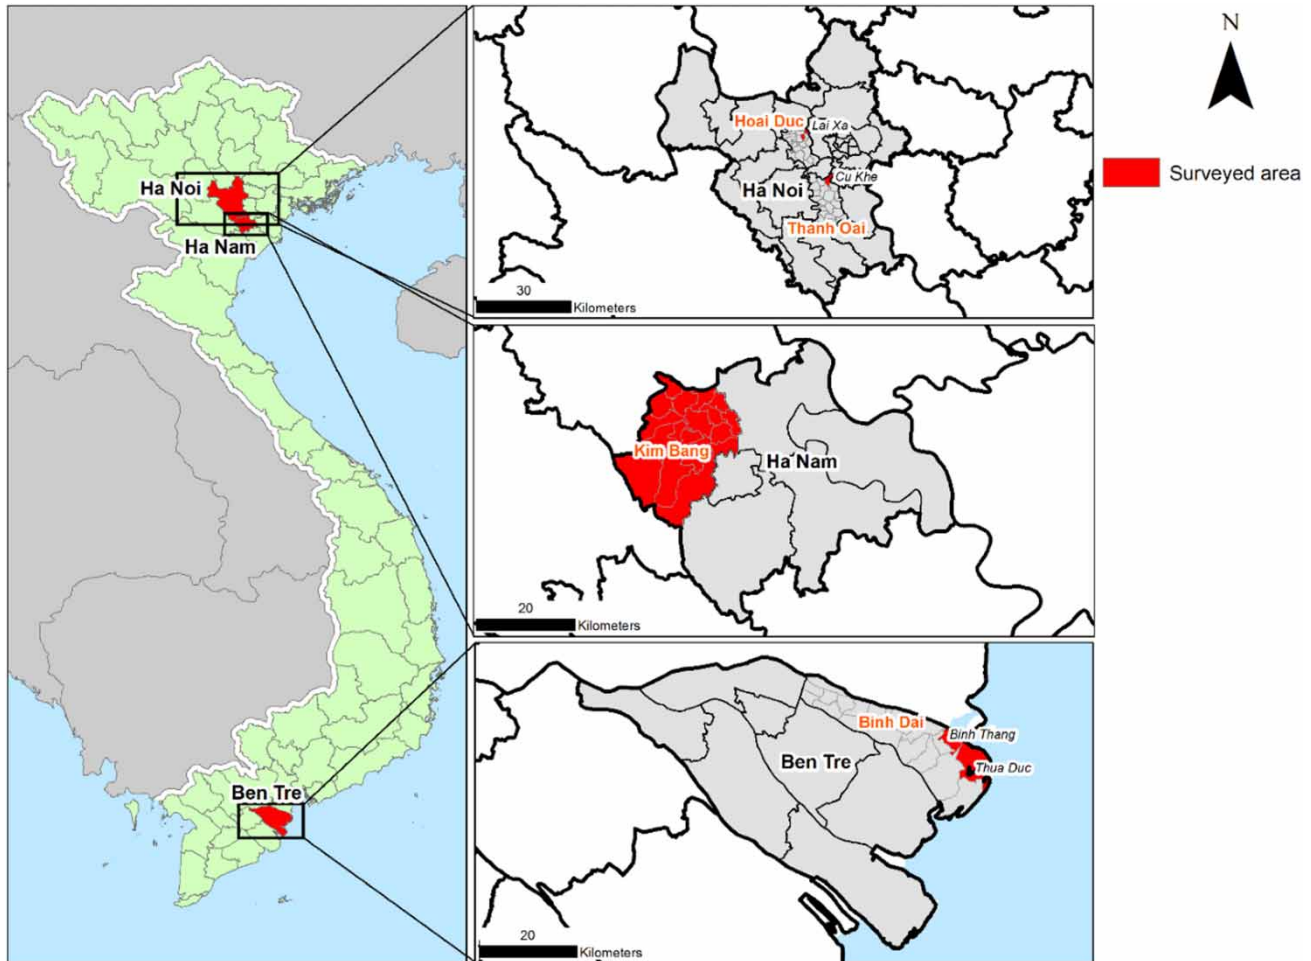 Ha Noi
Ha Nam
Ben Tre
Hoai Duc
Lai Xa
Cu Khe
Ha Noi
Thanh Oai
30
Kilometers
Kim Bang
Ha Nam
20
Kilometers
Binh Dai
Binh Thang
Ben Tre
Thua Duc
20
Kilometers
N
Surveyed area